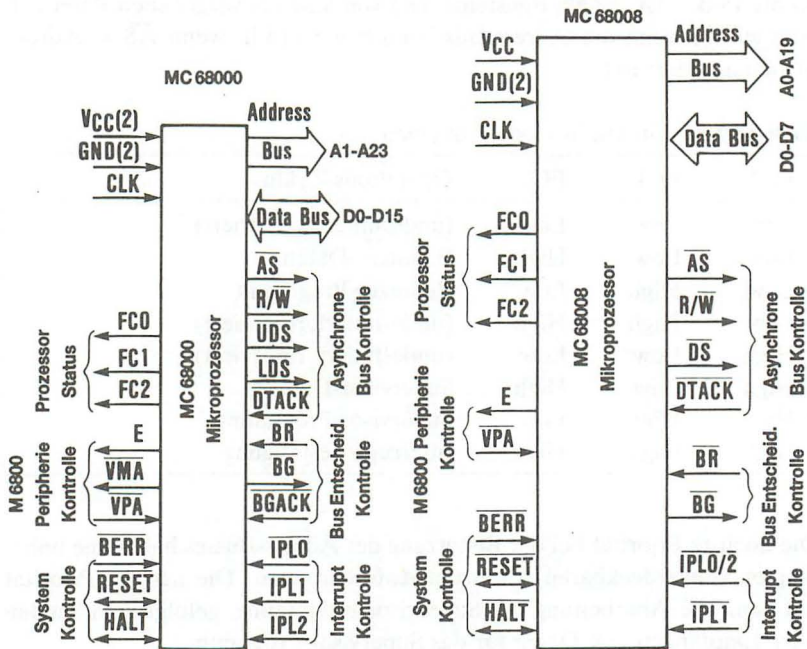 MC 68000
VCC(2)
GND(2)
CLK
Address
Bus
A1-A23
Data Bus
D0-D15
Prozessor
Status
FC0
FC1
FC2
M 6800
Peripherie
Kontrolle
E
VMA
VPA
System
Kontrolle
BERR
RESET
HALT
MC 68000
Mikroprozessor
AS
R/W
UDS
LDS
DTACK
Asynchrone
Bus Kontrolle
BR
BG
BGACK
Bus Entscheid.
Kontrolle
IPL0
IPL1
IPL2
Interrupt
Kontrolle
MC 68008
VCC
GND(2)
CLK
Address
Bus
A0-A19
Data Bus
D0-D7
Prozessor
Status
FC0
FC1
FC2
M 6800 Peripherie
Kontrolle
E
VPA
System
Kontrolle
BERR
RESET
HALT
MC 68008
Mikroprozessor
AS
R/W
DS
DTACK
Asynchrone
Bus Kontrolle
BR
BG
Bus Entscheid.
Kontrolle
IPL0/2
IPL1
Interrupt
Kontrolle